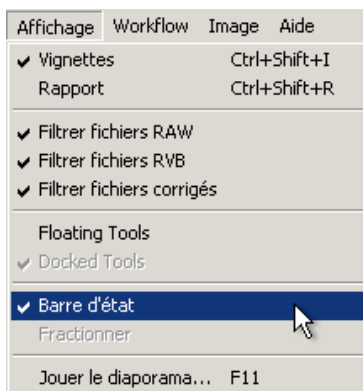 Affichage Workflow Image Aide
Vignettes Ctrl+Shift+I
Rapport Ctrl+Shift+R
Filtrer fichiers RAW
Filtrer fichiers RVB
Filtrer fichiers corrigés
Floating Tools
Docked Tools
Barre d'état
Fractionner
Jouer le diaporama... F11